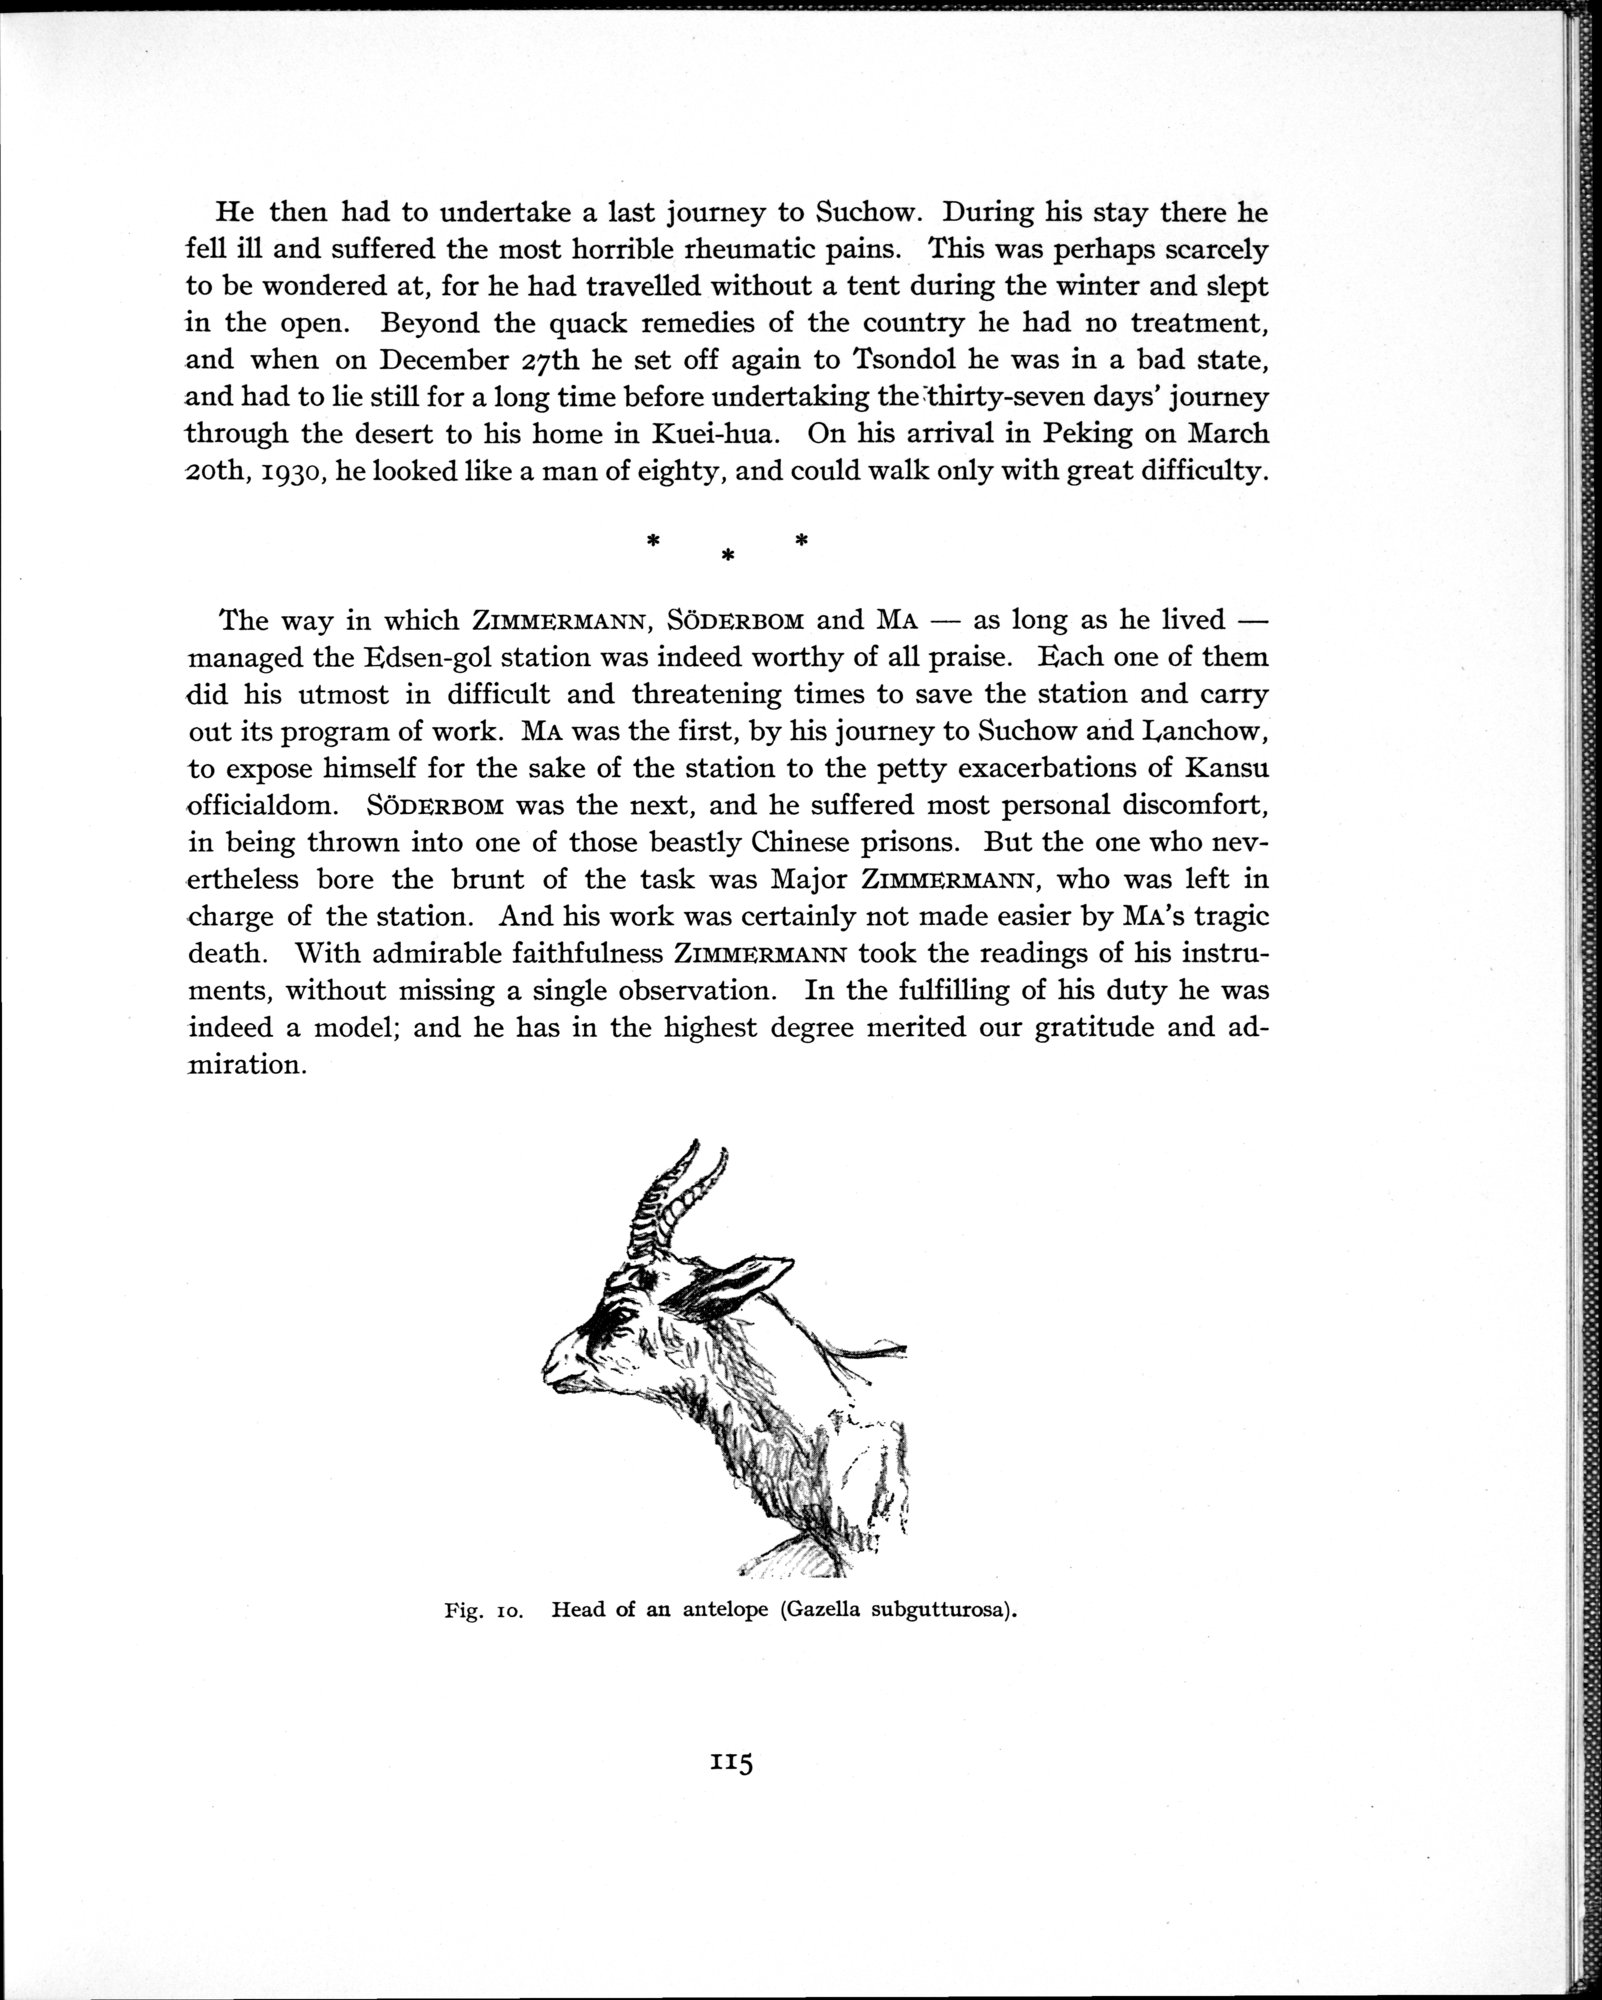 He then had to undertake a last journey to Suchow. During his stay there he
fell ill and suffered the most horrible rheumatic pains. This was perhaps scarcely
to be wondered at, for he had travelled without a tent during the winter and slept
in the open. Beyond the quack remedies of the country he had no treatment,
and when on December 27th he set off again to Tsondol he was in a bad state,
and had to lie still for a long time before undertaking the thirty-seven days' journey
through the desert to his home in Kuei-hua. On his arrival in Peking on March
20th, 1930, he looked like a man of eighty, and could walk only with great difficulty.
* * *
The way in which ZIMMERMANN, SÖDERBOM and MA — as long as he lived —
managed the Edsen-gol station was indeed worthy of all praise. Each one of them
did his utmost in difficult and threatening times to save the station and carry
out its program of work. MA was the first, by his journey to Suchow and Lanchow,
to expose himself for the sake of the station to the petty exacerbations of Kansu
officialdom. SÖDERBOM was the next, and he suffered most personal discomfort,
in being thrown into one of those beastly Chinese prisons. But the one who nev-
ertheless bore the brunt of the task was Major ZIMMERMANN, who was left in
charge of the station. And his work was certainly not made easier by MA's tragic
death. With admirable faithfulness ZIMMERMANN took the readings of his instru-
ments, without missing a single observation. In the fulfilling of his duty he was
indeed a model; and he has in the highest degree merited our gratitude and ad-
miration.
Fig. 10. Head of an antelope (Gazella subgutturosa).
115